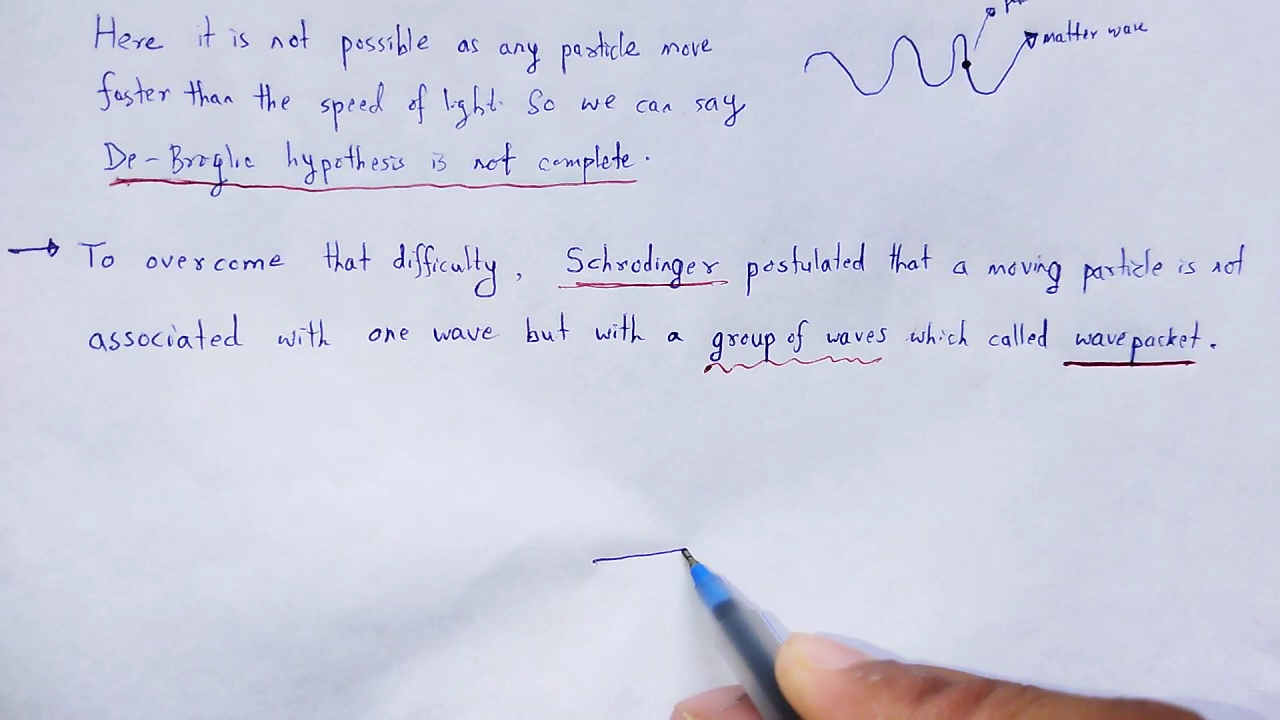 Here it is not possible as any particle move
faster than the speed of light. So we can say
De-Broglie hypothesis is not complete.
matter wave
To overcome that difficulty, Schrodinger postulated that a moving particle is not
associated with one wave but with a group of waves which called wavepacket.